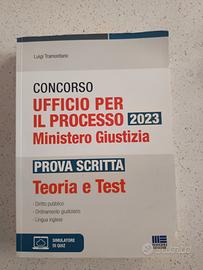 Luigi Tramontano
CONCORSO
UFFICIO PER
IL PROCESSO 2023
Ministero Giustizia
PROVA SCRITTA
Teoria e Test
- Diritto pubblico
- Ordinamento giudiziario
- Lingua inglese
SIMULATORE
DI QUIZ